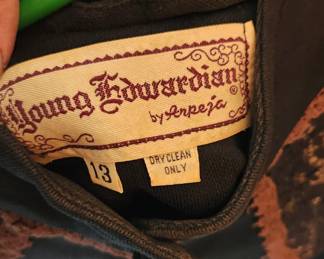 Young Edwardian
by Arpeja ®
13
DRY CLEAN
ONLY